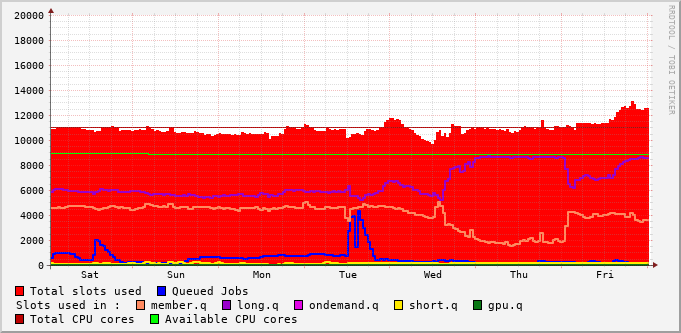 20000
18000
16000
14000
12000
10000
8000
6000
4000
2000
0
Sat Sun Mon Tue Wed Thu Fri
RRDTOOL / TOBI OETIKER
Total slots used Queued Jobs
Slots used in : member.q long.q ondemand.q short.q gpu.q
Total CPU cores Available CPU cores